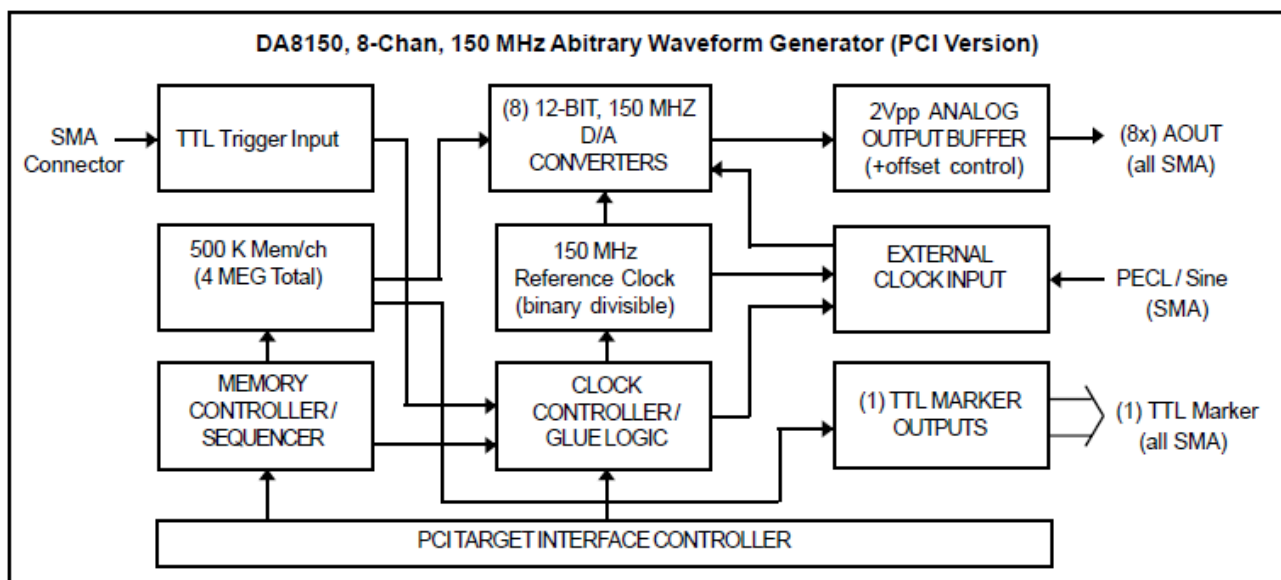 DA8150, 8-Chan, 150 MHz Abitrary Waveform Generator (PCI Version)
SMA
Connector
TTL Trigger Input
(8) 12-BIT, 150 MHZ
D/A
CONVERTERS
2Vpp ANALOG
OUTPUT BUFFER
(+offset control)
(8x) AOUT
(all SMA)
500 K Mem/ch
(4 MEG Total)
150 MHz
Reference Clock
(binary divisible)
EXTERNAL
CLOCK INPUT
PECL / Sine
(SMA)
MEMORY
CONTROLLER /
SEQUENCER
CLOCK
CONTROLLER /
GLUE LOGIC
(1) TTL MARKER
OUTPUTS
(1) TTL Marker
(all SMA)
PCI TARGET INTERFACE CONTROLLER